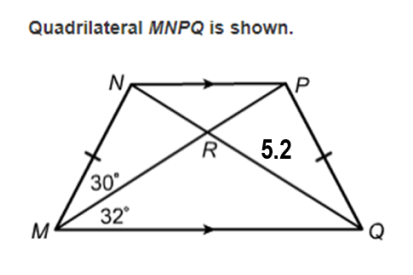 Quadrilateral MNPQ is shown.
N
P
R
5.2
30°
32°
M
Q